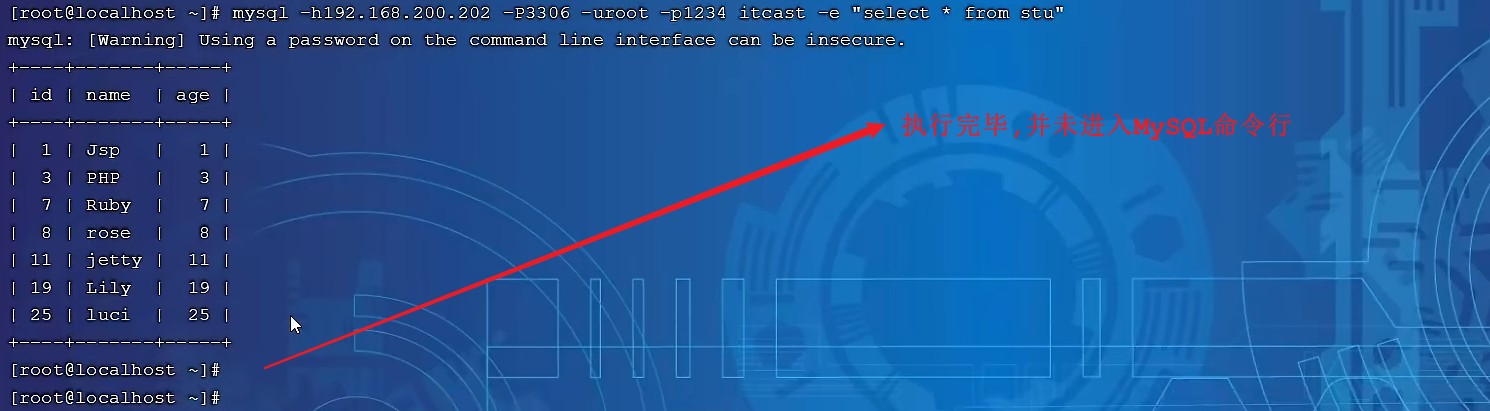 [root@localhost ~]# mysql -h192.168.200.202 -P3306 -uroot -p1234 itcast -e "select * from stu"
mysql: [Warning] Using a password on the command line interface can be insecure.
+----+-------+-----+
| id | name  | age |
+----+-------+-----+
执行完毕,并未进入MySQL命令行
|  1 | Jsp   |   1 |
|  3 | PHP   |   3 |
|  7 | Ruby  |   7 |
|  8 | rose  |   8 |
| 11 | jetty |  11 |
| 19 | Lily  |  19 |
| 25 | luci  |  25 |
+----+-------+-----+
[root@localhost ~]#
[root@localhost ~]#